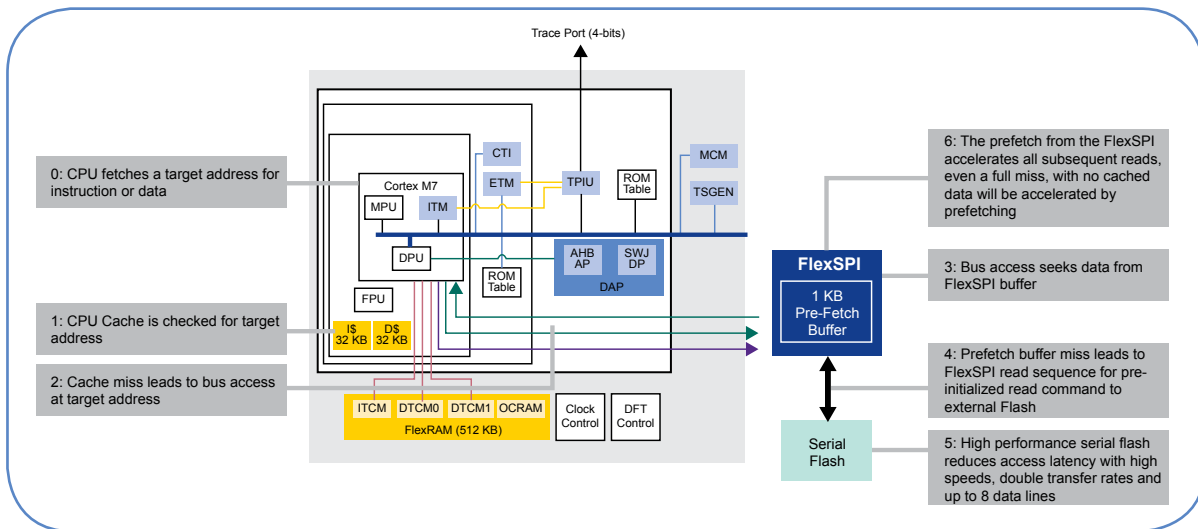 Trace Port (4-bits)
0: CPU fetches a target address for
instruction or data
1: CPU Cache is checked for target
address
2: Cache miss leads to bus access
at target address
Cortex M7
MPU
ITM
DPU
FPU
I$
32 KB
D$
32 KB
CTI
ETM
ROM
Table
TPIU
ROM
Table
AHB
AP
SWJ
DP
DAP
MCM
TSGEN
ITCM
DTCM0
DTCM1
OCRAM
FlexRAM (512 KB)
Clock
Control
DFT
Control
FlexSPI
1 KB
Pre-Fetch
Buffer
Serial
Flash
6: The prefetch from the FlexSPI
accelerates all subsequent reads,
even a full miss, with no cached
data will be accelerated by
prefetching
3: Bus access seeks data from
FlexSPI buffer
4: Prefetch buffer miss leads to
FlexSPI read sequence for pre-
initialized read command to
external Flash
5: High performance serial flash
reduces access latency with high
speeds, double transfer rates and
up to 8 data lines